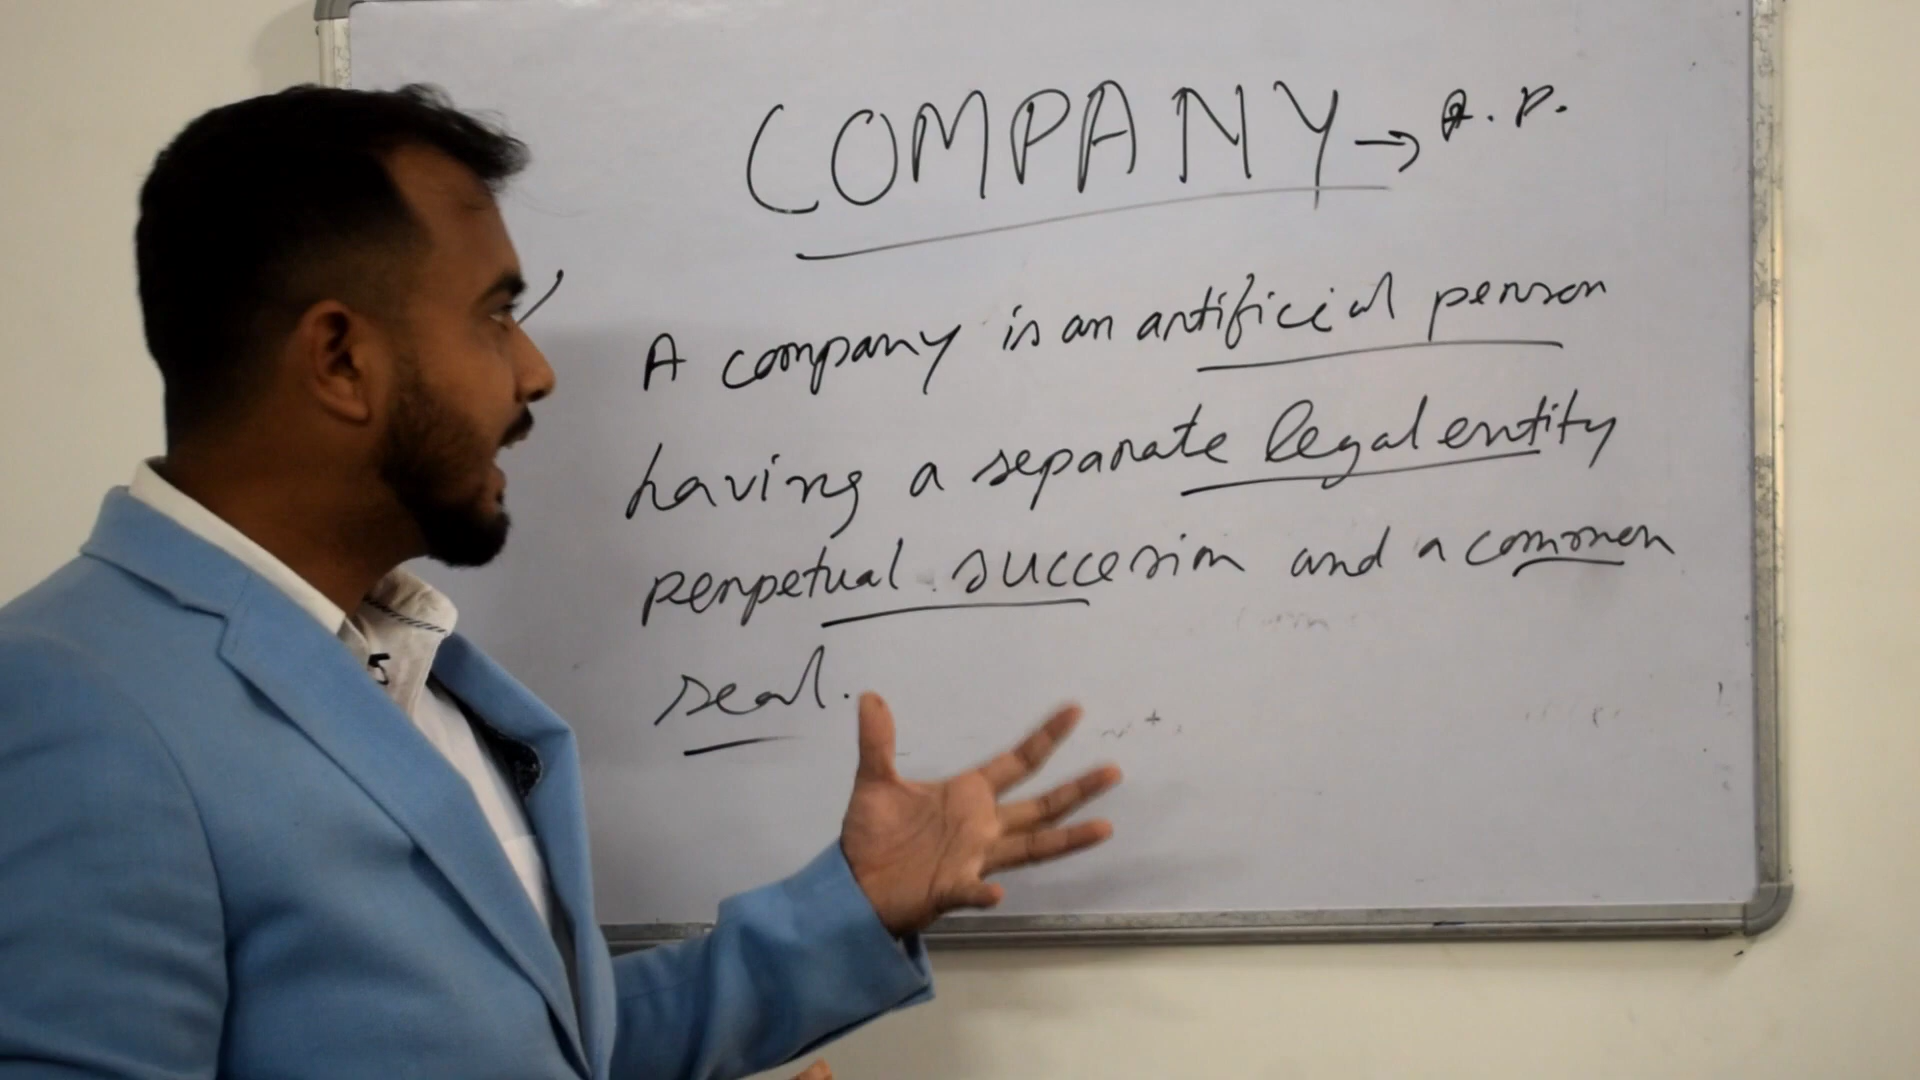 COMPANY → A. P.
A company is an artificial person
having a separate legal entity
perpetual succession and a common
seal.